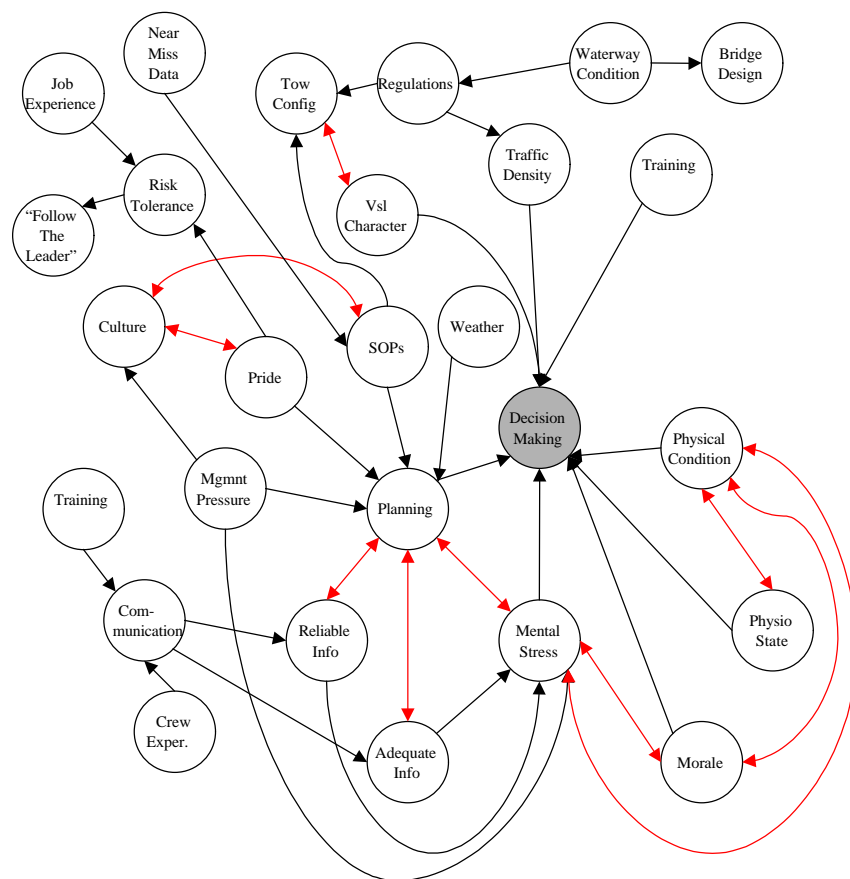 Near
Miss
Data
Job
Experience
Tow
Config
Regulations
Waterway
Condition
Bridge
Design
Risk
Tolerance
Traffic
Density
Training
“Follow
The
Leader”
Vsl
Character
Culture
SOPs
Weather
Pride
Decision
Making
Physical
Condition
Mgmnt
Pressure
Training
Planning
Com-
munication
Reliable
Info
Mental
Stress
Physio
State
Crew
Exper.
Adequate
Info
Morale